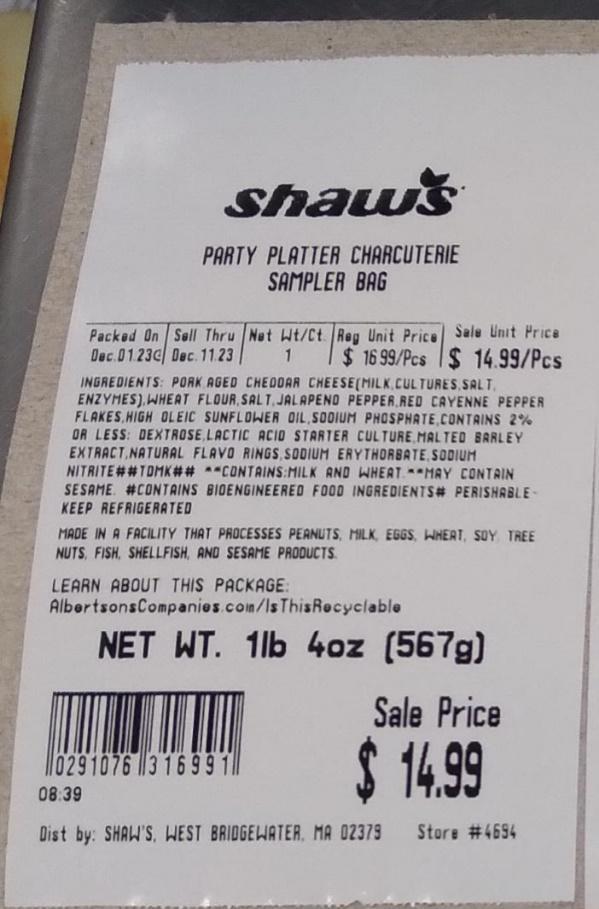 shaw's
PARTY PLATTER CHARCUTERIE
SAMPLER BAG
Packed On Sell Thru Net Wt/Ct. Reg Unit Price Sale Unit Price
Dec.01.23@ Dec.11.23 1 $ 16.99/Pcs $ 14.99/Pcs
INGREDIENTS: PORK,AGED CHEDDAR CHEESE(MILK,CULTURES,SALT,
ENZYMES),WHEAT FLOUR,SALT,JALAPENO PEPPER,RED CAYENNE PEPPER
FLAKES,HIGH OLEIC SUNFLOWER OIL,SODIUM PHOSPHATE,CONTAINS 2%
OR LESS: DEXTROSE,LACTIC ACID STARTER CULTURE,MALTED BARLEY
EXTRACT,NATURAL FLAVO RINGS,SODIUM ERYTHORBATE,SODIUM
NITRITE##TDMK## **CONTAINS:MILK AND WHEAT.**MAY CONTAIN
SESAME. #CONTAINS BIOENGINEERED FOOD INGREDIENTS# PERISHABLE-
KEEP REFRIGERATED
MADE IN A FACILITY THAT PROCESSES PEANUTS, MILK, EGGS, WHEAT, SOY, TREE
NUTS, FISH, SHELLFISH, AND SESAME PRODUCTS.
LEARN ABOUT THIS PACKAGE:
AlbertsonsCompanies.com/IsThisRecyclable
NET WT. 1lb 4oz (567g)
Sale Price
$ 14.99
0291076 316991
08:39
Dist by: SHAW'S, WEST BRIDGEWATER, MA 02379 Store #4694